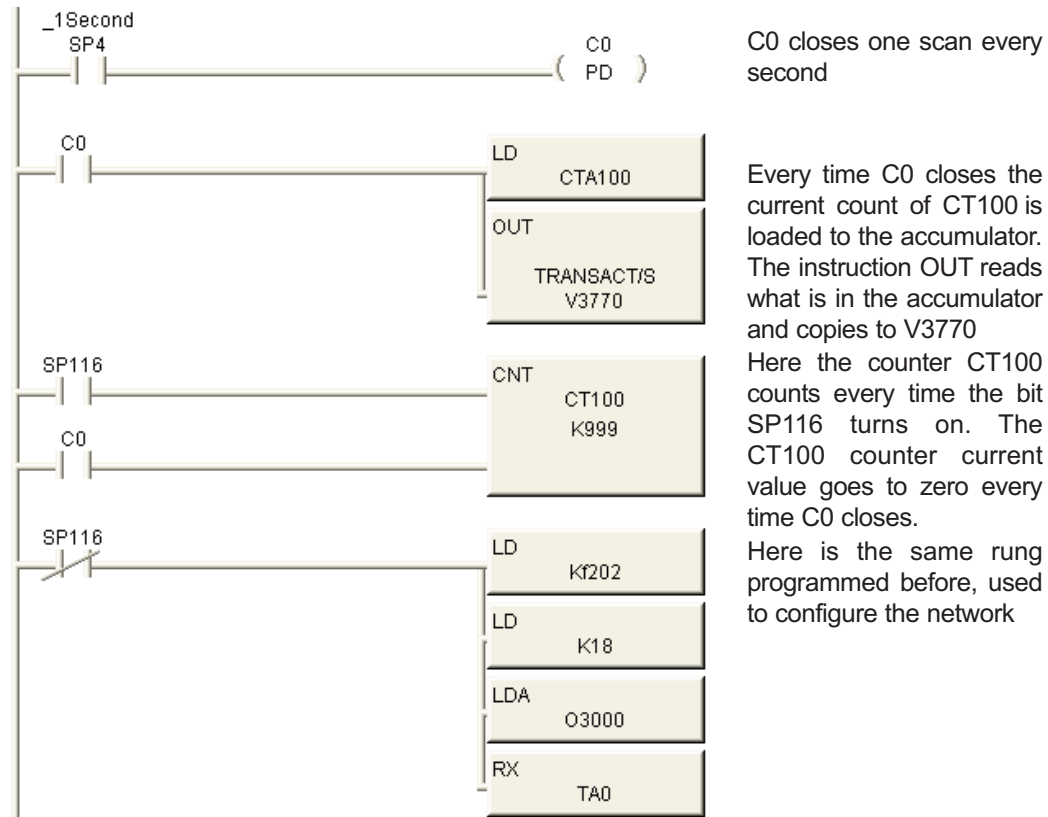 _1Second
SP4
C0
( PD )
C0 closes one scan every
second
C0
LD
CTA100
OUT
TRANSACT/S
V3770
Every time C0 closes the
current count of CT100 is
loaded to the accumulator.
The instruction OUT reads
what is in the accumulator
and copies to V3770
SP116
C0
CNT
CT100
K999
Here the counter CT100
counts every time the bit
SP116 turns on. The
CT100 counter current
value goes to zero every
time C0 closes.
SP116
LD
Kf202
LD
K18
LDA
O3000
RX
TA0
Here is the same rung
programmed before, used
to configure the network